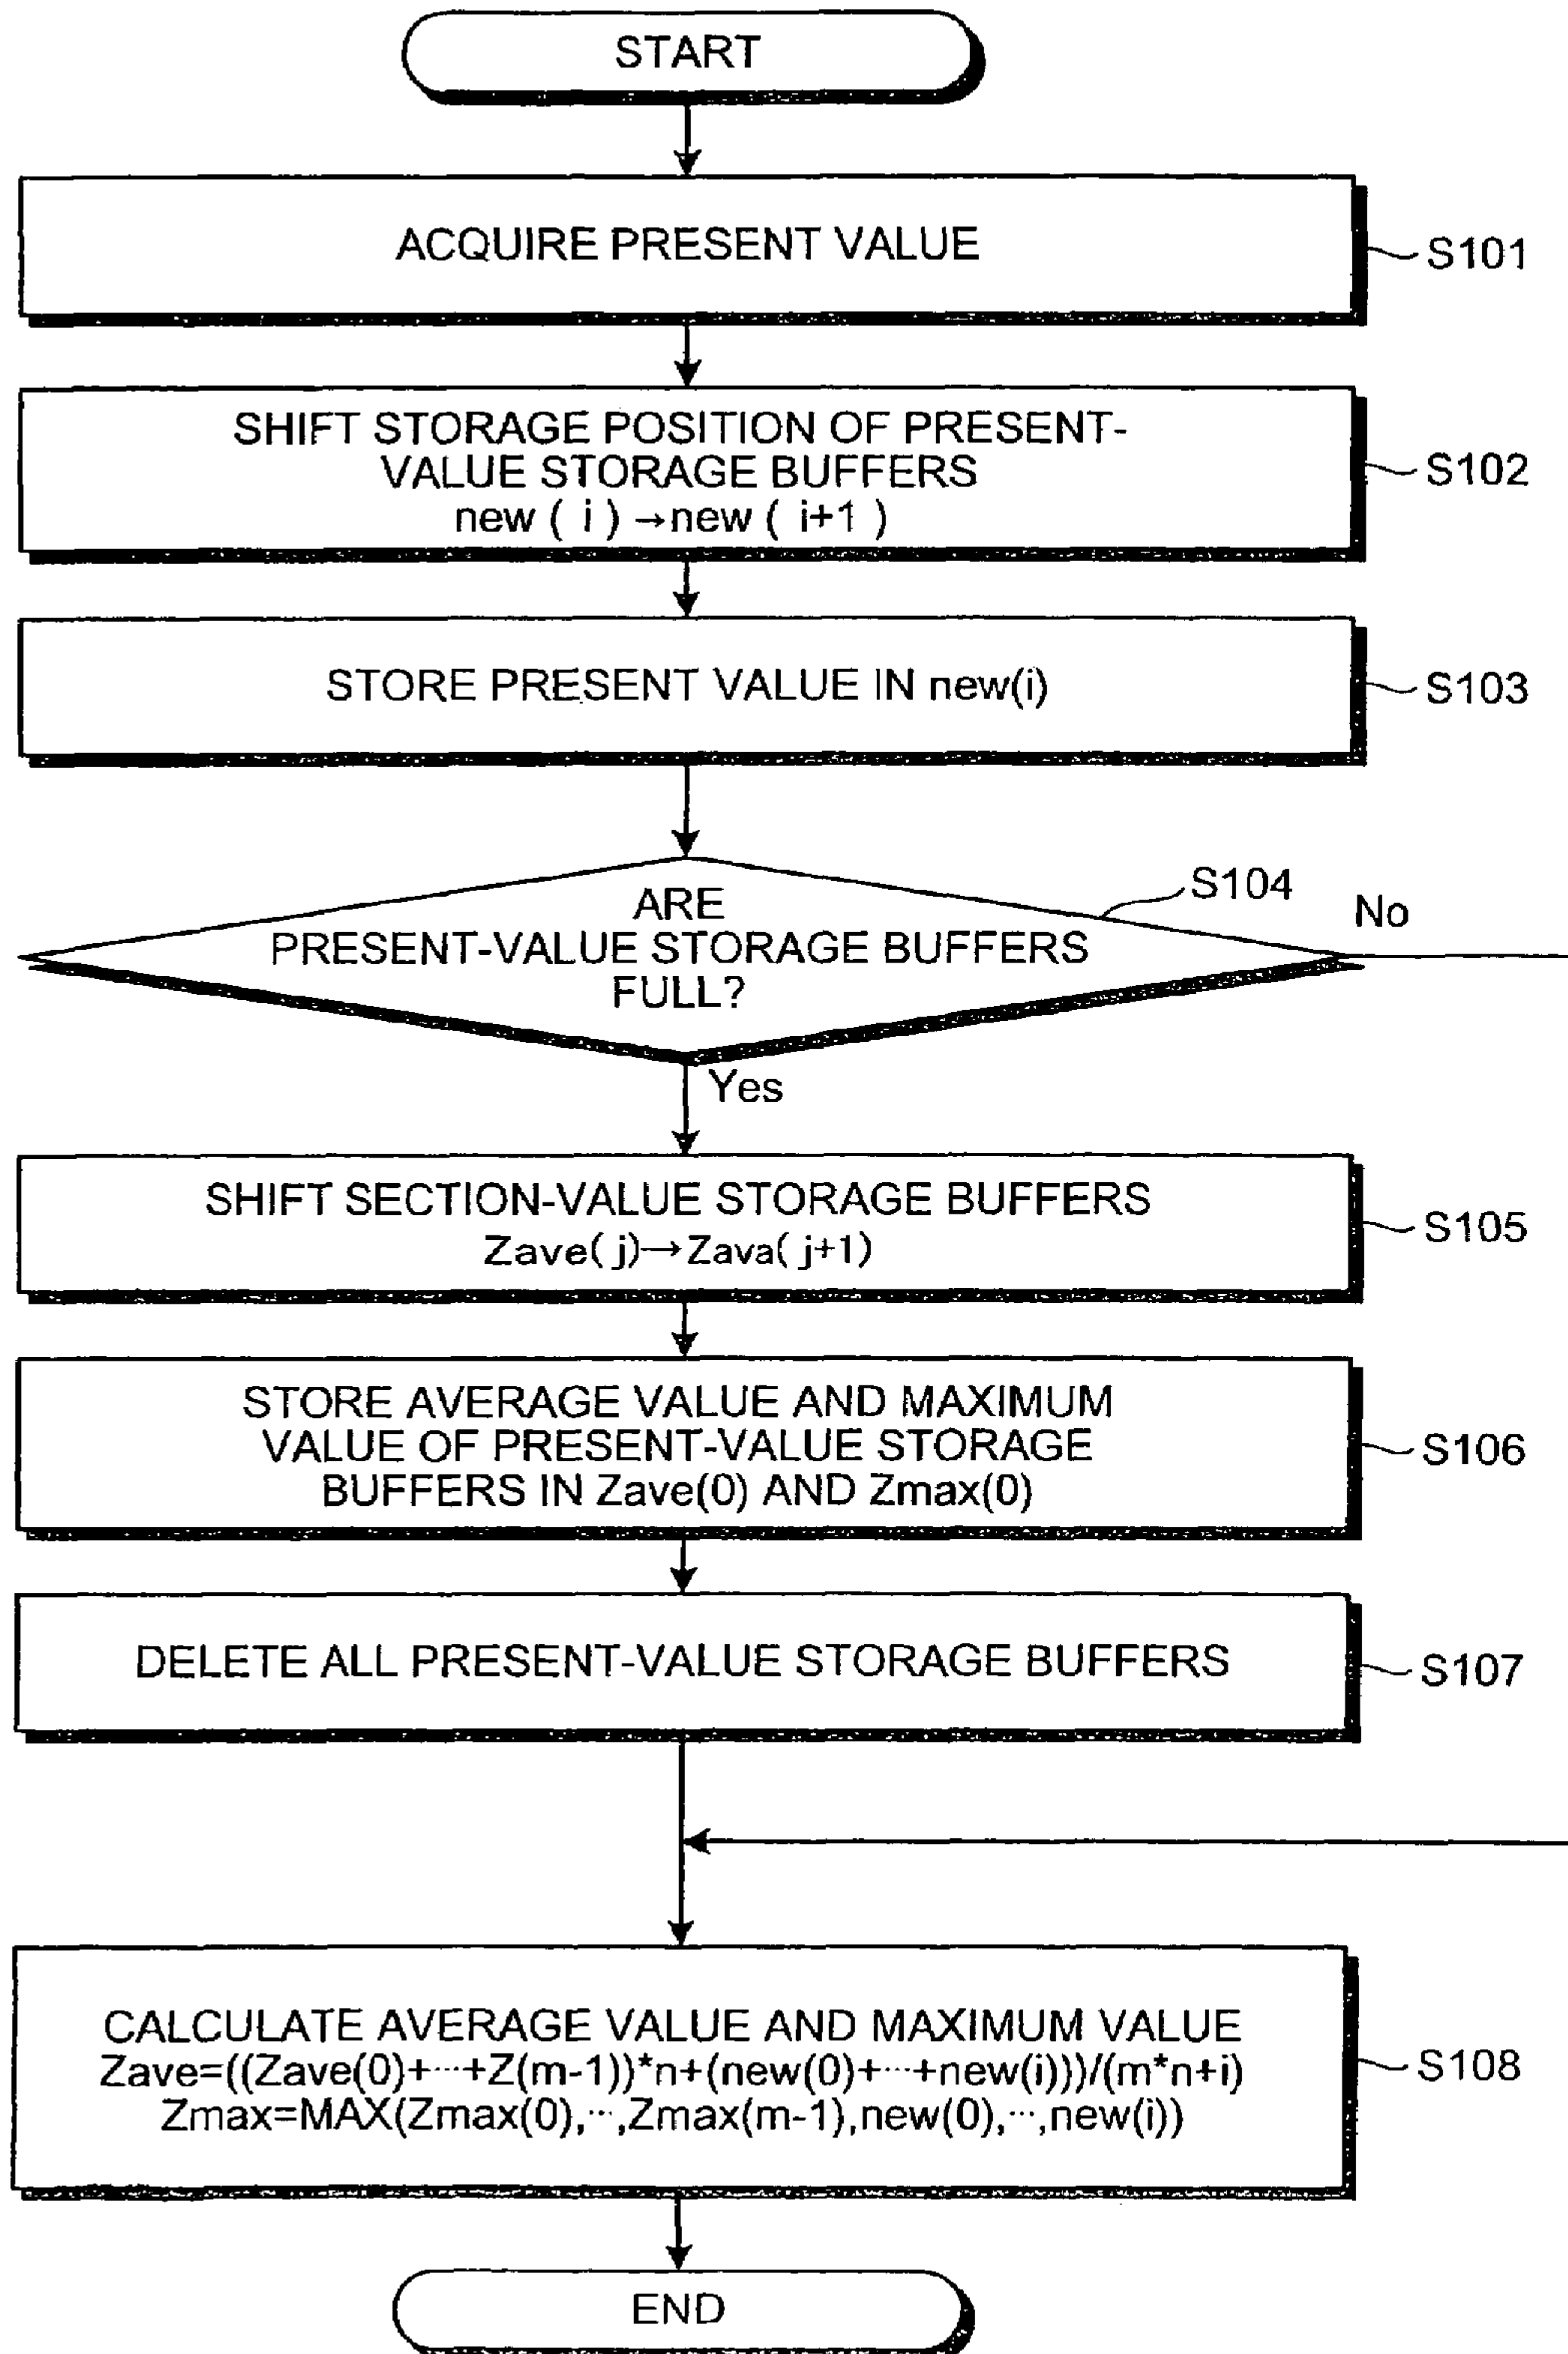 START
ACQUIRE PRESENT VALUE
S101
SHIFT STORAGE POSITION OF PRESENT-
VALUE STORAGE BUFFERS
new ( i ) →new ( i+1 )
S102
STORE PRESENT VALUE IN new(i)
S103
ARE
PRESENT-VALUE STORAGE BUFFERS
FULL?
S104
No
Yes
SHIFT SECTION-VALUE STORAGE BUFFERS
Zave( j)→Zava( j+1)
S105
STORE AVERAGE VALUE AND MAXIMUM
VALUE OF PRESENT-VALUE STORAGE
BUFFERS IN Zave(0) AND Zmax(0)
S106
DELETE ALL PRESENT-VALUE STORAGE BUFFERS
S107
CALCULATE AVERAGE VALUE AND MAXIMUM VALUE
Zave=((Zave(0)+···+Z(m-1))*n+(new(0)+···+new(i)))/(m*n+i)
Zmax=MAX(Zmax(0),···,Zmax(m-1),new(0),···,new(i))
S108
END